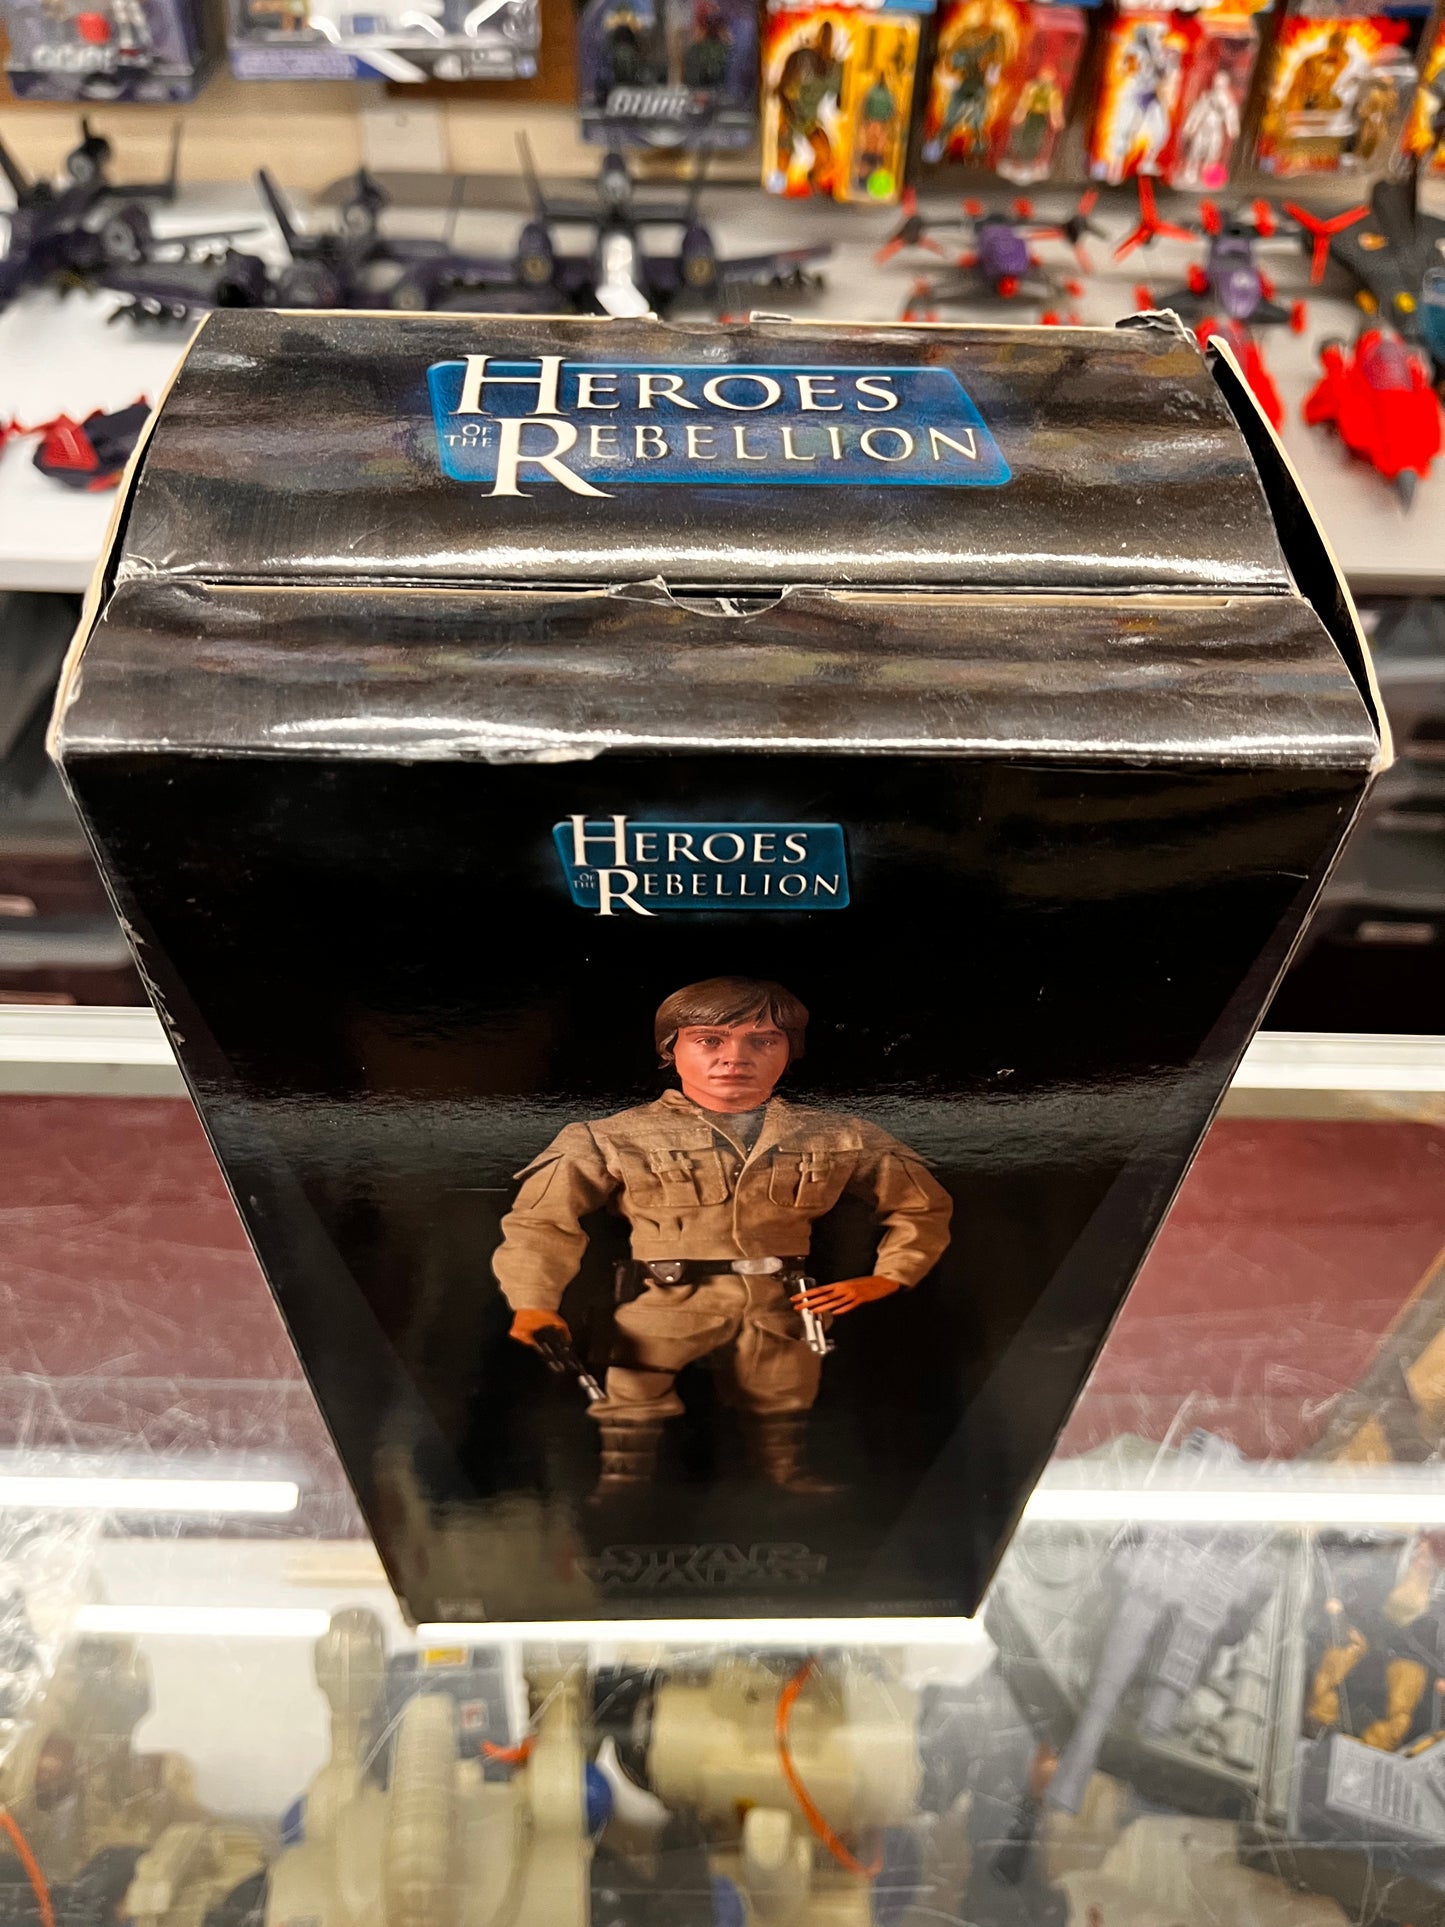 HEROES
OF THE REBELLION
HEROES
OF THE REBELLION
STAR
WARS